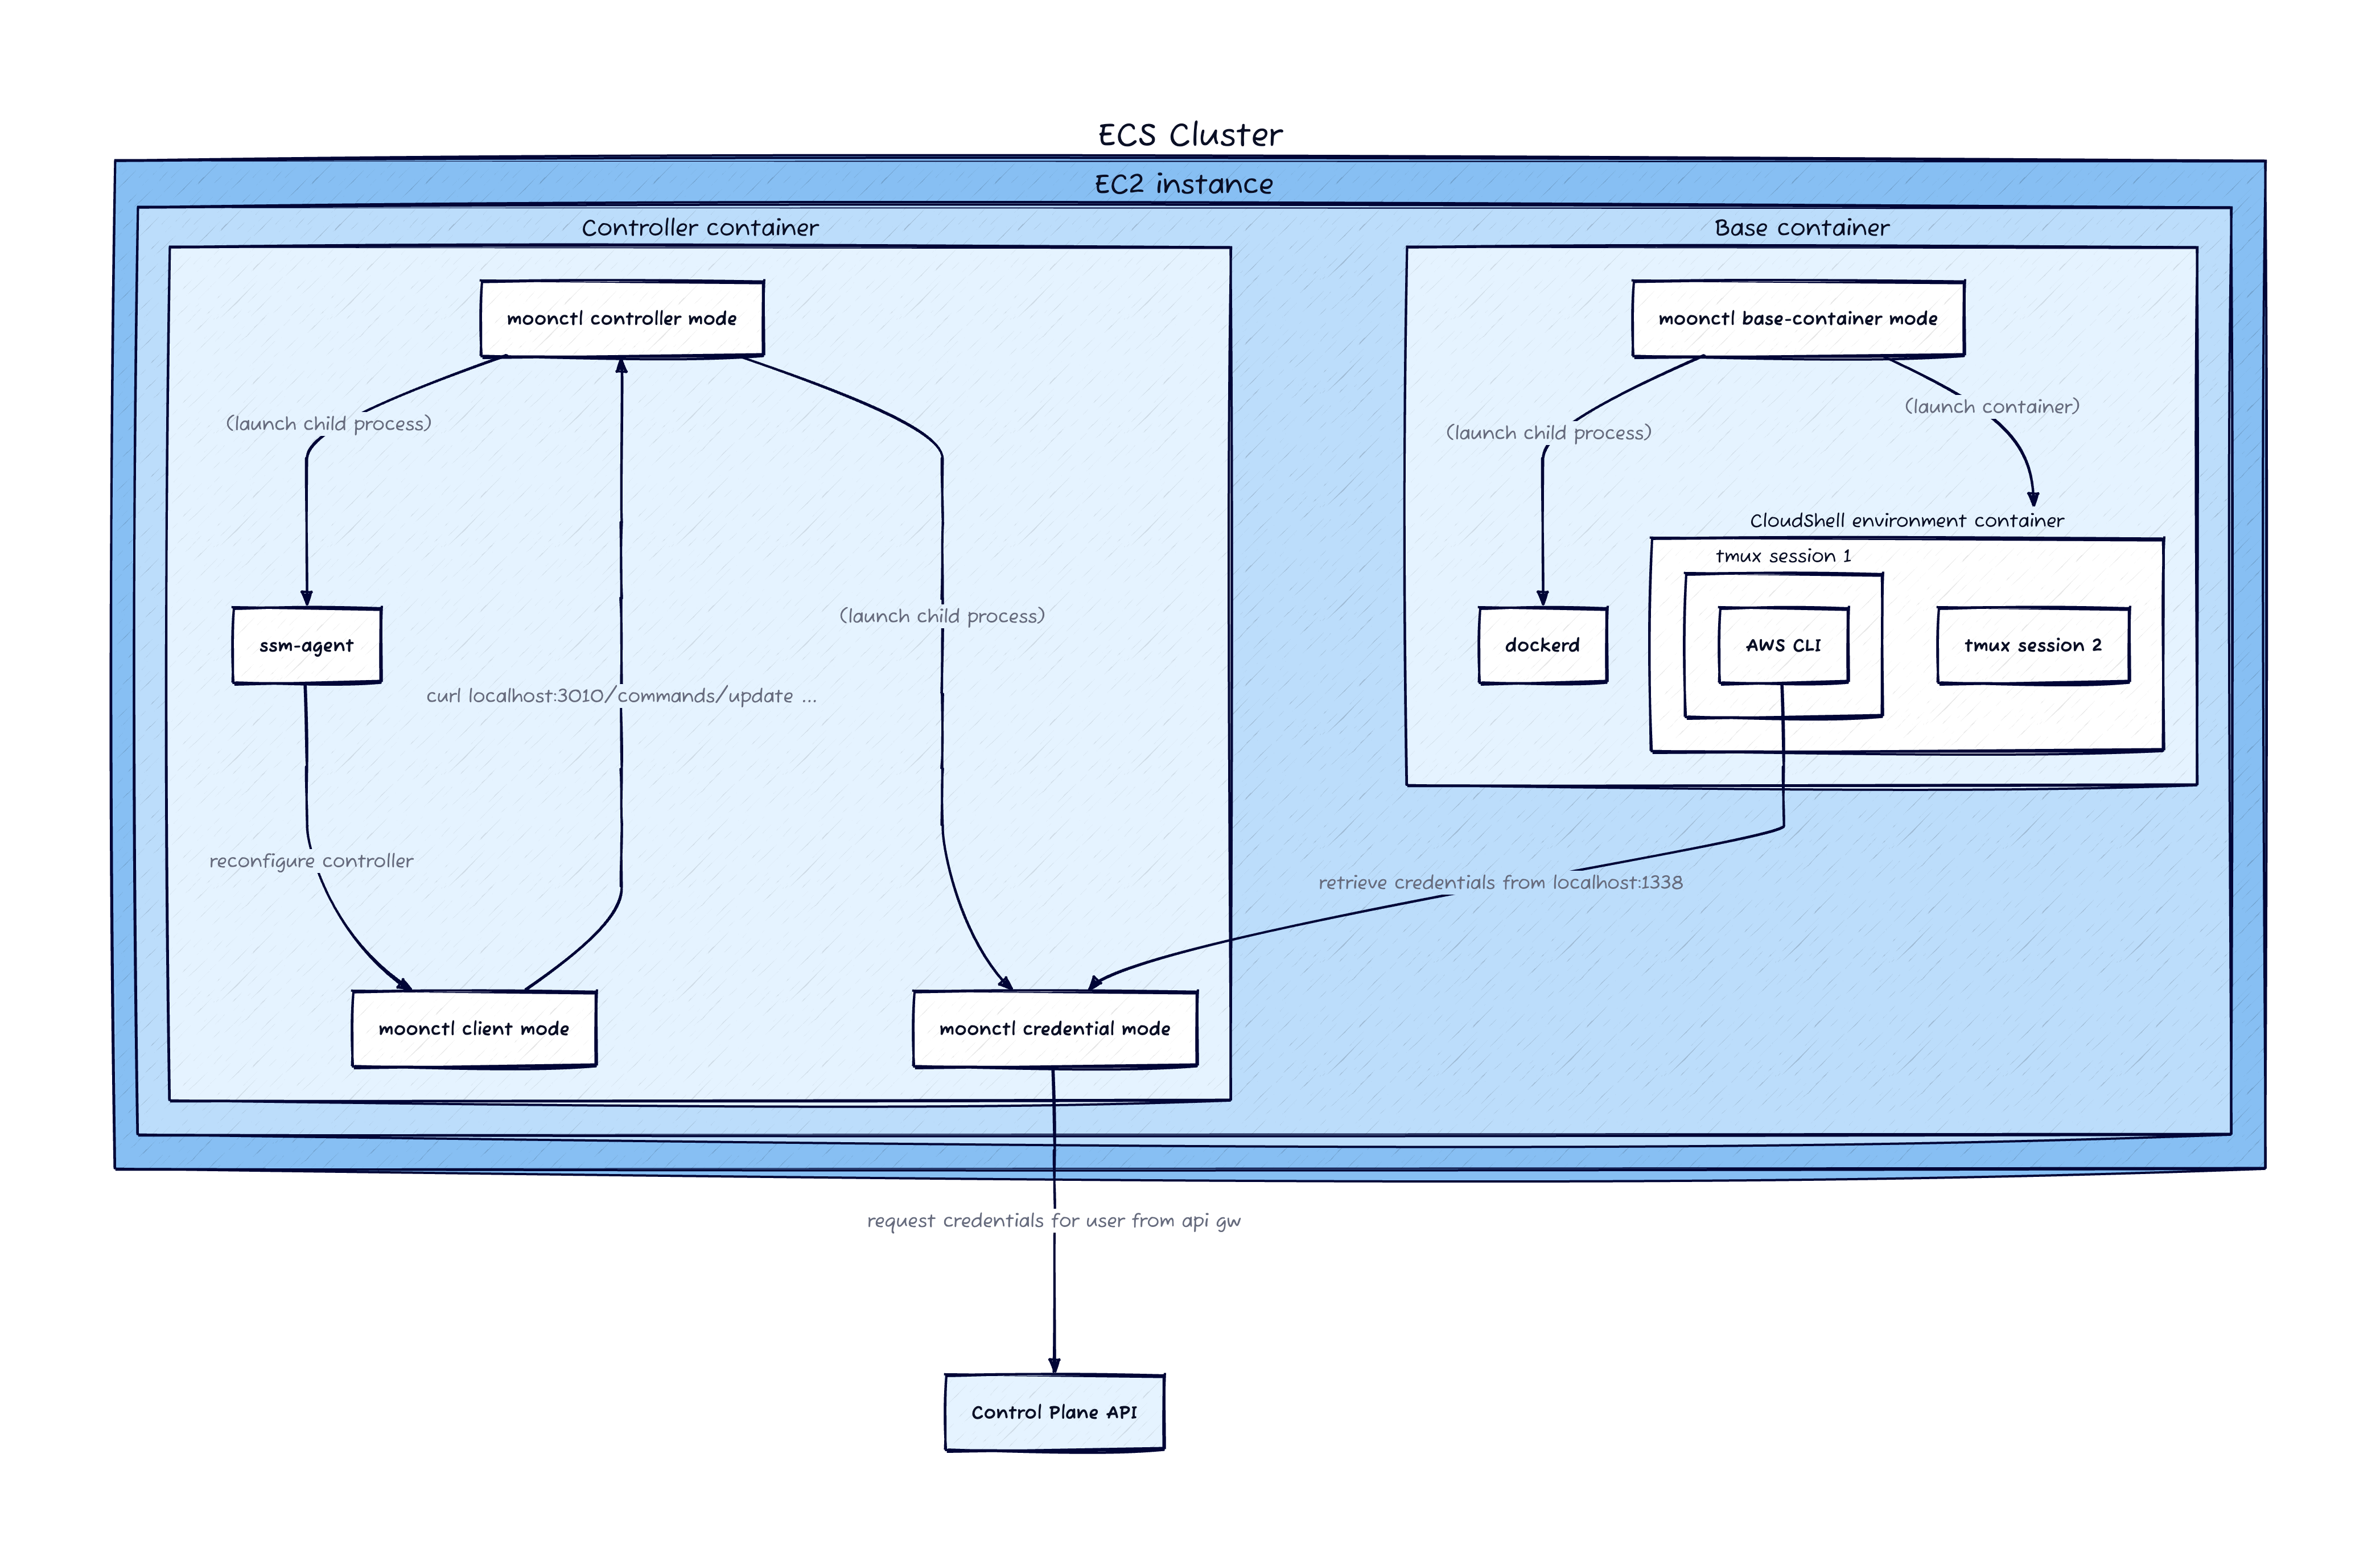 ECS Cluster
EC2 instance
Controller container
Base container
moonctl controller mode
moonctl base-container mode
(launch child process)
(launch child process)
(launch container)
CloudShell environment container
tmux session 1
ssm-agent
(launch child process)
dockerd
AWS CLI
tmux session 2
curl localhost:3010/commands/update ...
reconfigure controller
retrieve credentials from localhost:1338
moonctl client mode
moonctl credential mode
request credentials for user from api gw
Control Plane API